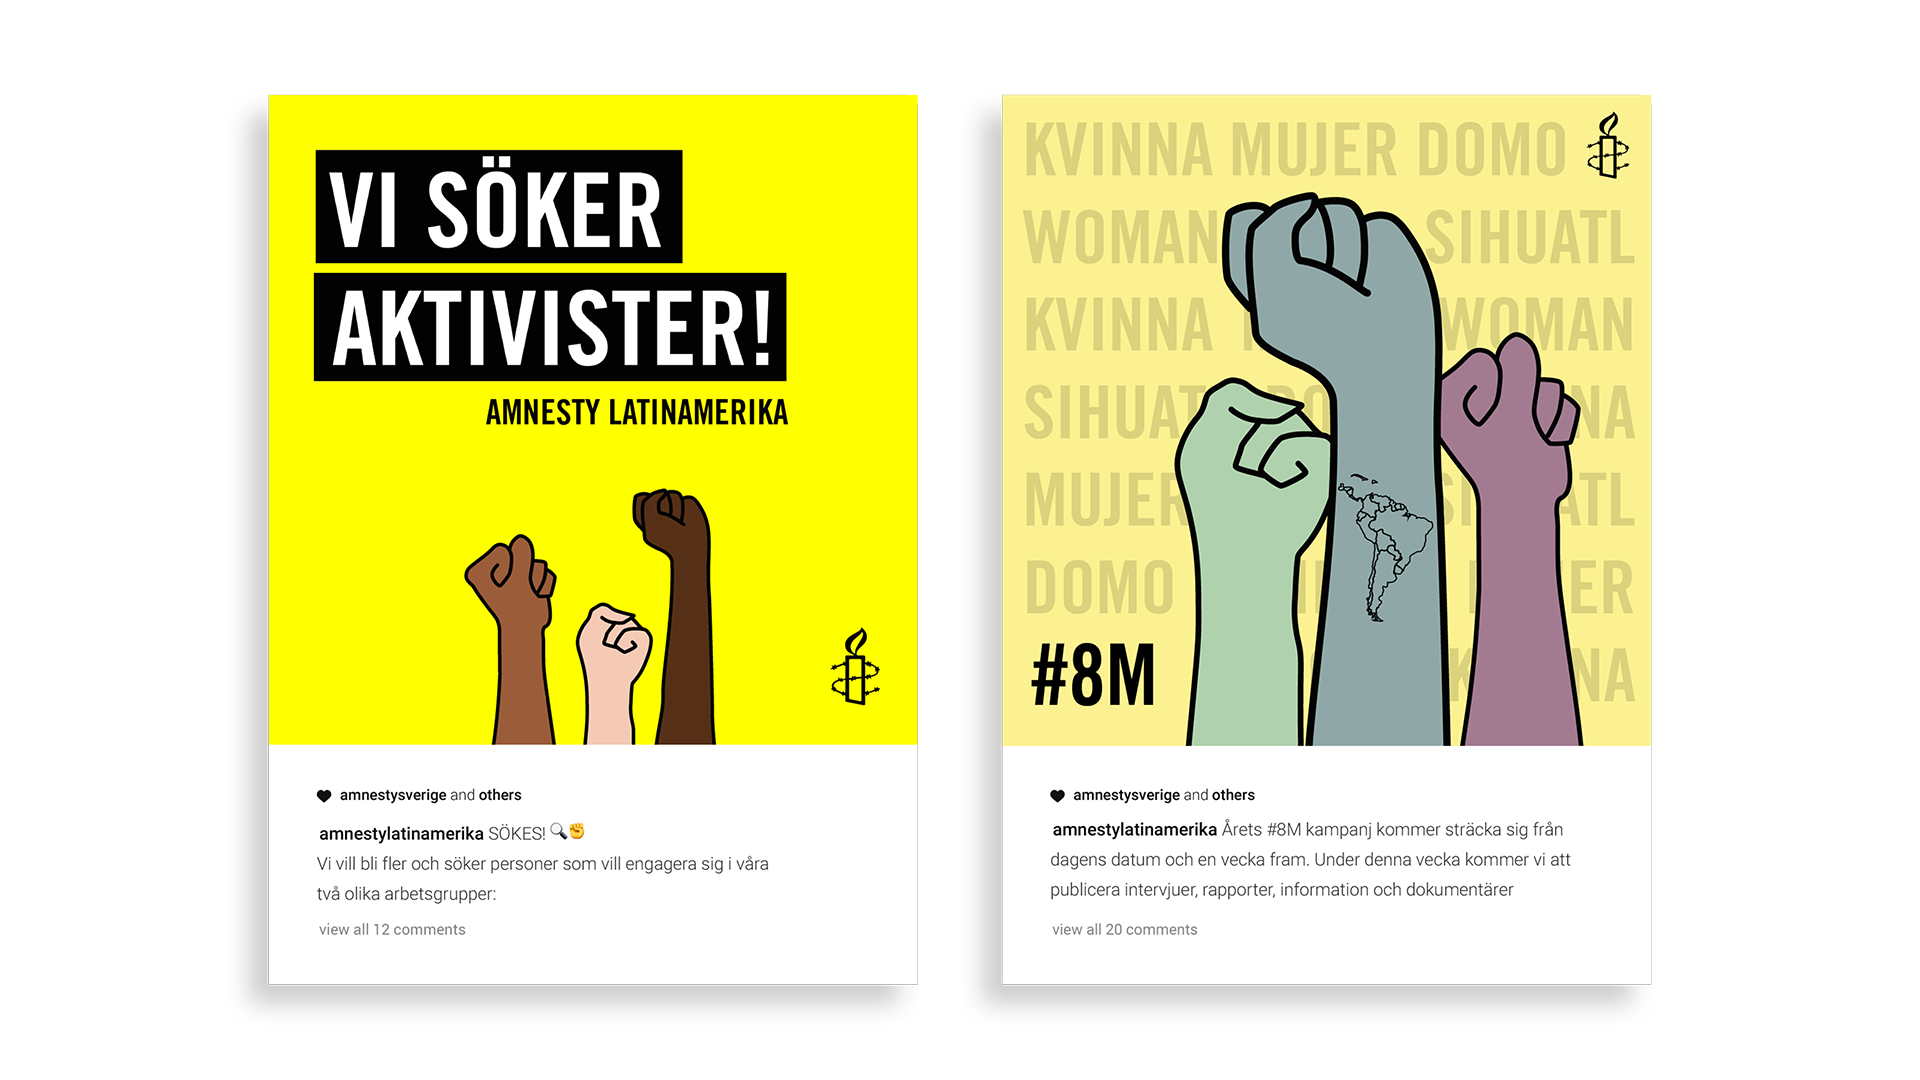 VI SÖKER
AKTIVISTER!
AMNESTY LATINAMERIKA
amnestysverige and others
amnestylatinamerika SÖKES! 🔍✊
Vi vill bli fler och söker personer som vill engagera sig i våra
två olika arbetsgrupper:
view all 12 comments
KVINNA MUJER DOMO
WOMAN SIHUATL
KVINNA WOMAN
SIHUAT
MUJER
DOMO
#8M
amnestysverige and others
amnestylatinamerika Årets #8M kampanj kommer sträcka sig från
dagens datum och en vecka fram. Under denna vecka kommer vi att
publicera intervjuer, rapporter, information och dokumentärer
view all 20 comments